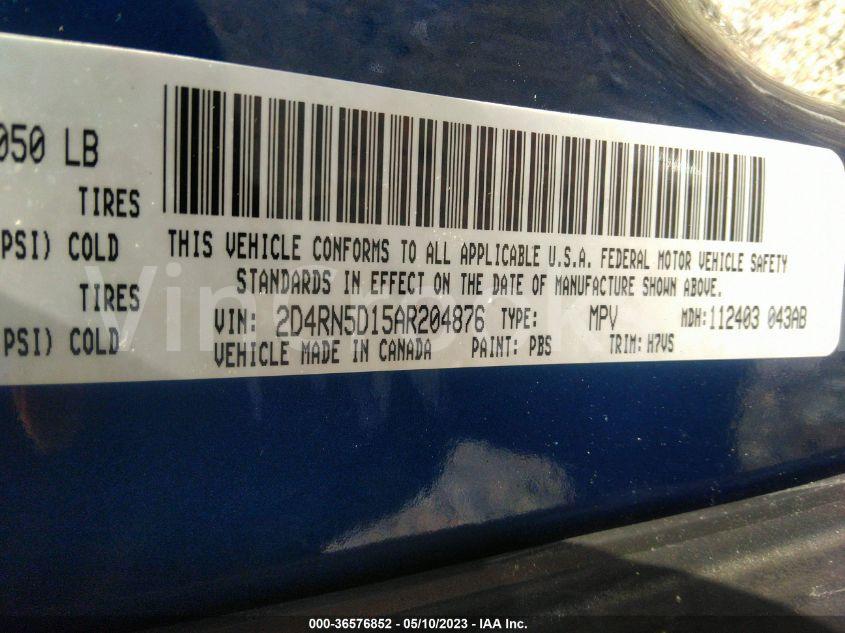 050 LB
TIRES
PSI) COLD
TIRES
PSI) COLD
THIS VEHICLE CONFORMS TO ALL APPLICABLE U.S.A. FEDERAL MOTOR VEHICLE SAFETY
STANDARDS IN EFFECT ON THE DATE OF MANUFACTURE SHOWN ABOVE.
VIN: 2D4RN5D15AR204876 TYPE: MPV MDH:112403 043AB
VEHICLE MADE IN CANADA PAINT: PBS TRIM: H7VS
000-36576852 / 05/10/2023 - IAA Inc.